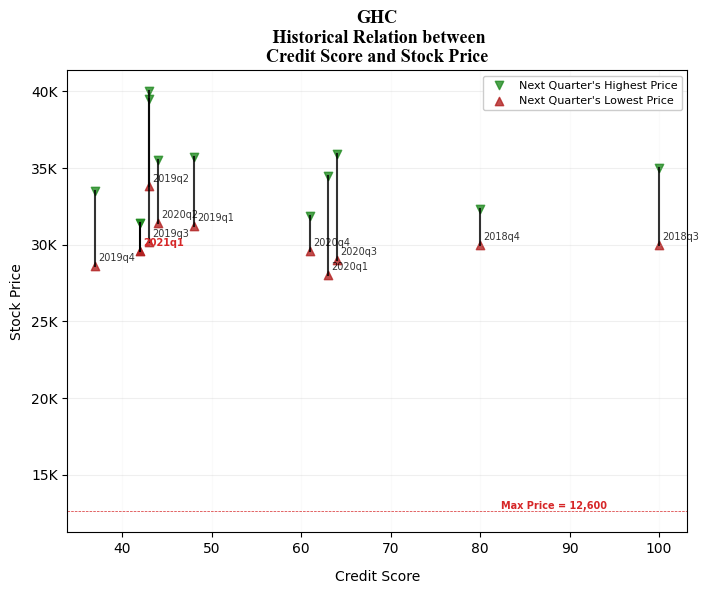 GHC
Historical Relation between
Credit Score and Stock Price
Next Quarter's Highest Price
Next Quarter's Lowest Price
40K
35K
30K
25K
20K
15K
Stock Price
2019q2
2020q2
2019q1
2019q3
2021q1
2019q4
2020q4
2020q3
2020q1
2018q4
2018q3
Max Price = 12,600
40
50
60
70
80
90
100
Credit Score